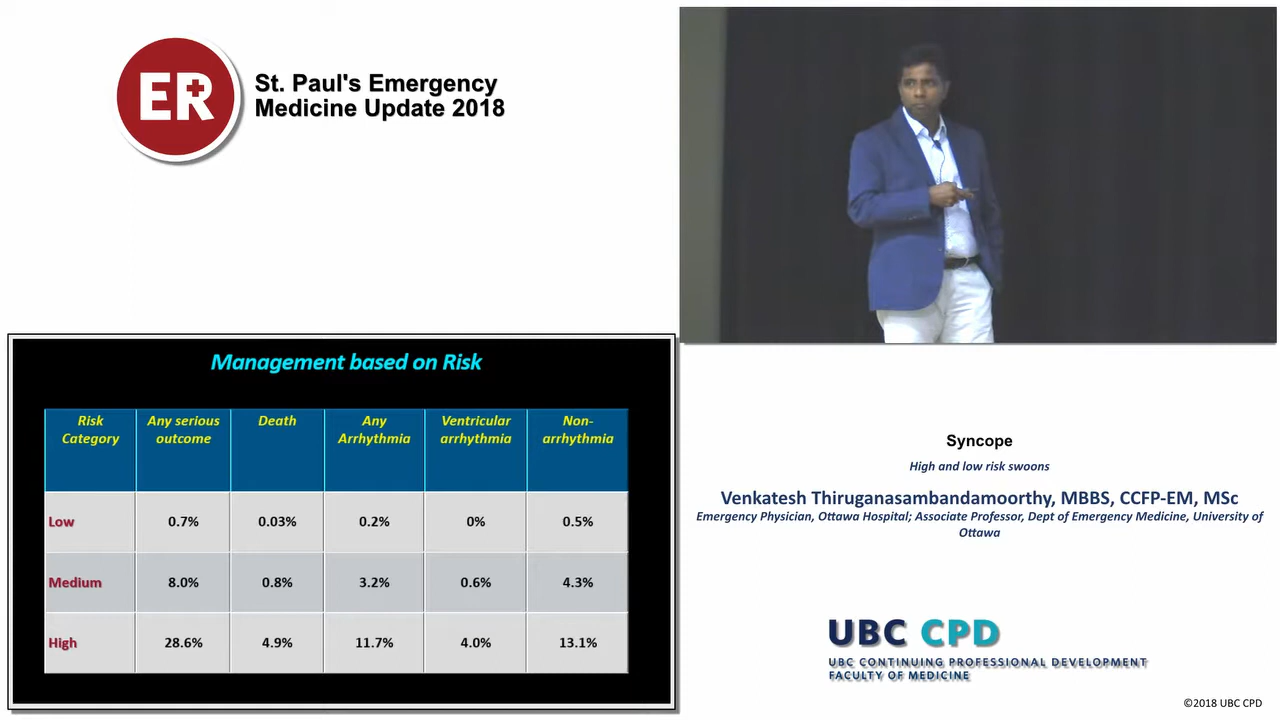 ER
St. Paul's Emergency
Medicine Update 2018
Management based on Risk
Risk Category Any serious outcome Death Any Arrhythmia Ventricular arrhythmia Non-arrhythmia
Low 0.7% 0.03% 0.2% 0% 0.5%
Medium 8.0% 0.8% 3.2% 0.6% 4.3%
High 28.6% 4.9% 11.7% 4.0% 13.1%
Syncope
High and low risk swoons
Venkatesh Thiruganasambandamoorthy, MBBS, CCFP-EM, MSc
Emergency Physician, Ottawa Hospital; Associate Professor, Dept of Emergency Medicine, University of
Ottawa
UBC CPD
UBC CONTINUING PROFESSIONAL DEVELOPMENT
FACULTY OF MEDICINE
©2018 UBC CPD